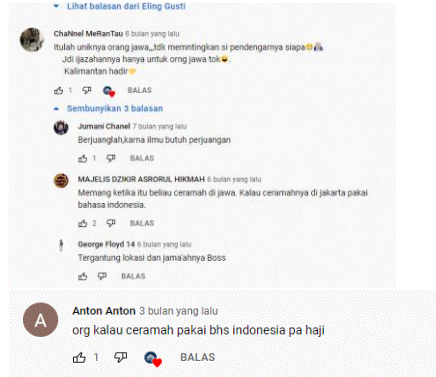 Lihat balasan dari Eling Gusti
ChaNnel MeRanTau 8 bulan yang lalu
Itulah uniknya orang jawa,,,tdk memntingkan si pendengarnya siapa
Jdi ijazahannya hanya untuk orng jawa tok
Kalimantan hadir
1 BALAS
Sembunyikan 3 balasan
Jumani Chanel 7 bulan yang lalu
Berjuanglah,karna ilmu butuh perjuangan
1 BALAS
MAJELIS DZIKIR ASRORUL HIKMAH 6 bulan yang lalu
Memang ketika itu beliau ceramah di jawa. Kalau ceramahnya di jakarta pakai
bahasa indonesia.
2 BALAS
George Floyd 14 6 bulan yang lalu
Tergantung lokasi dan jama'ahnya Boss
BALAS
A
Anton Anton 3 bulan yang lalu
org kalau ceramah pakai bhs indonesia pa haji
1 BALAS